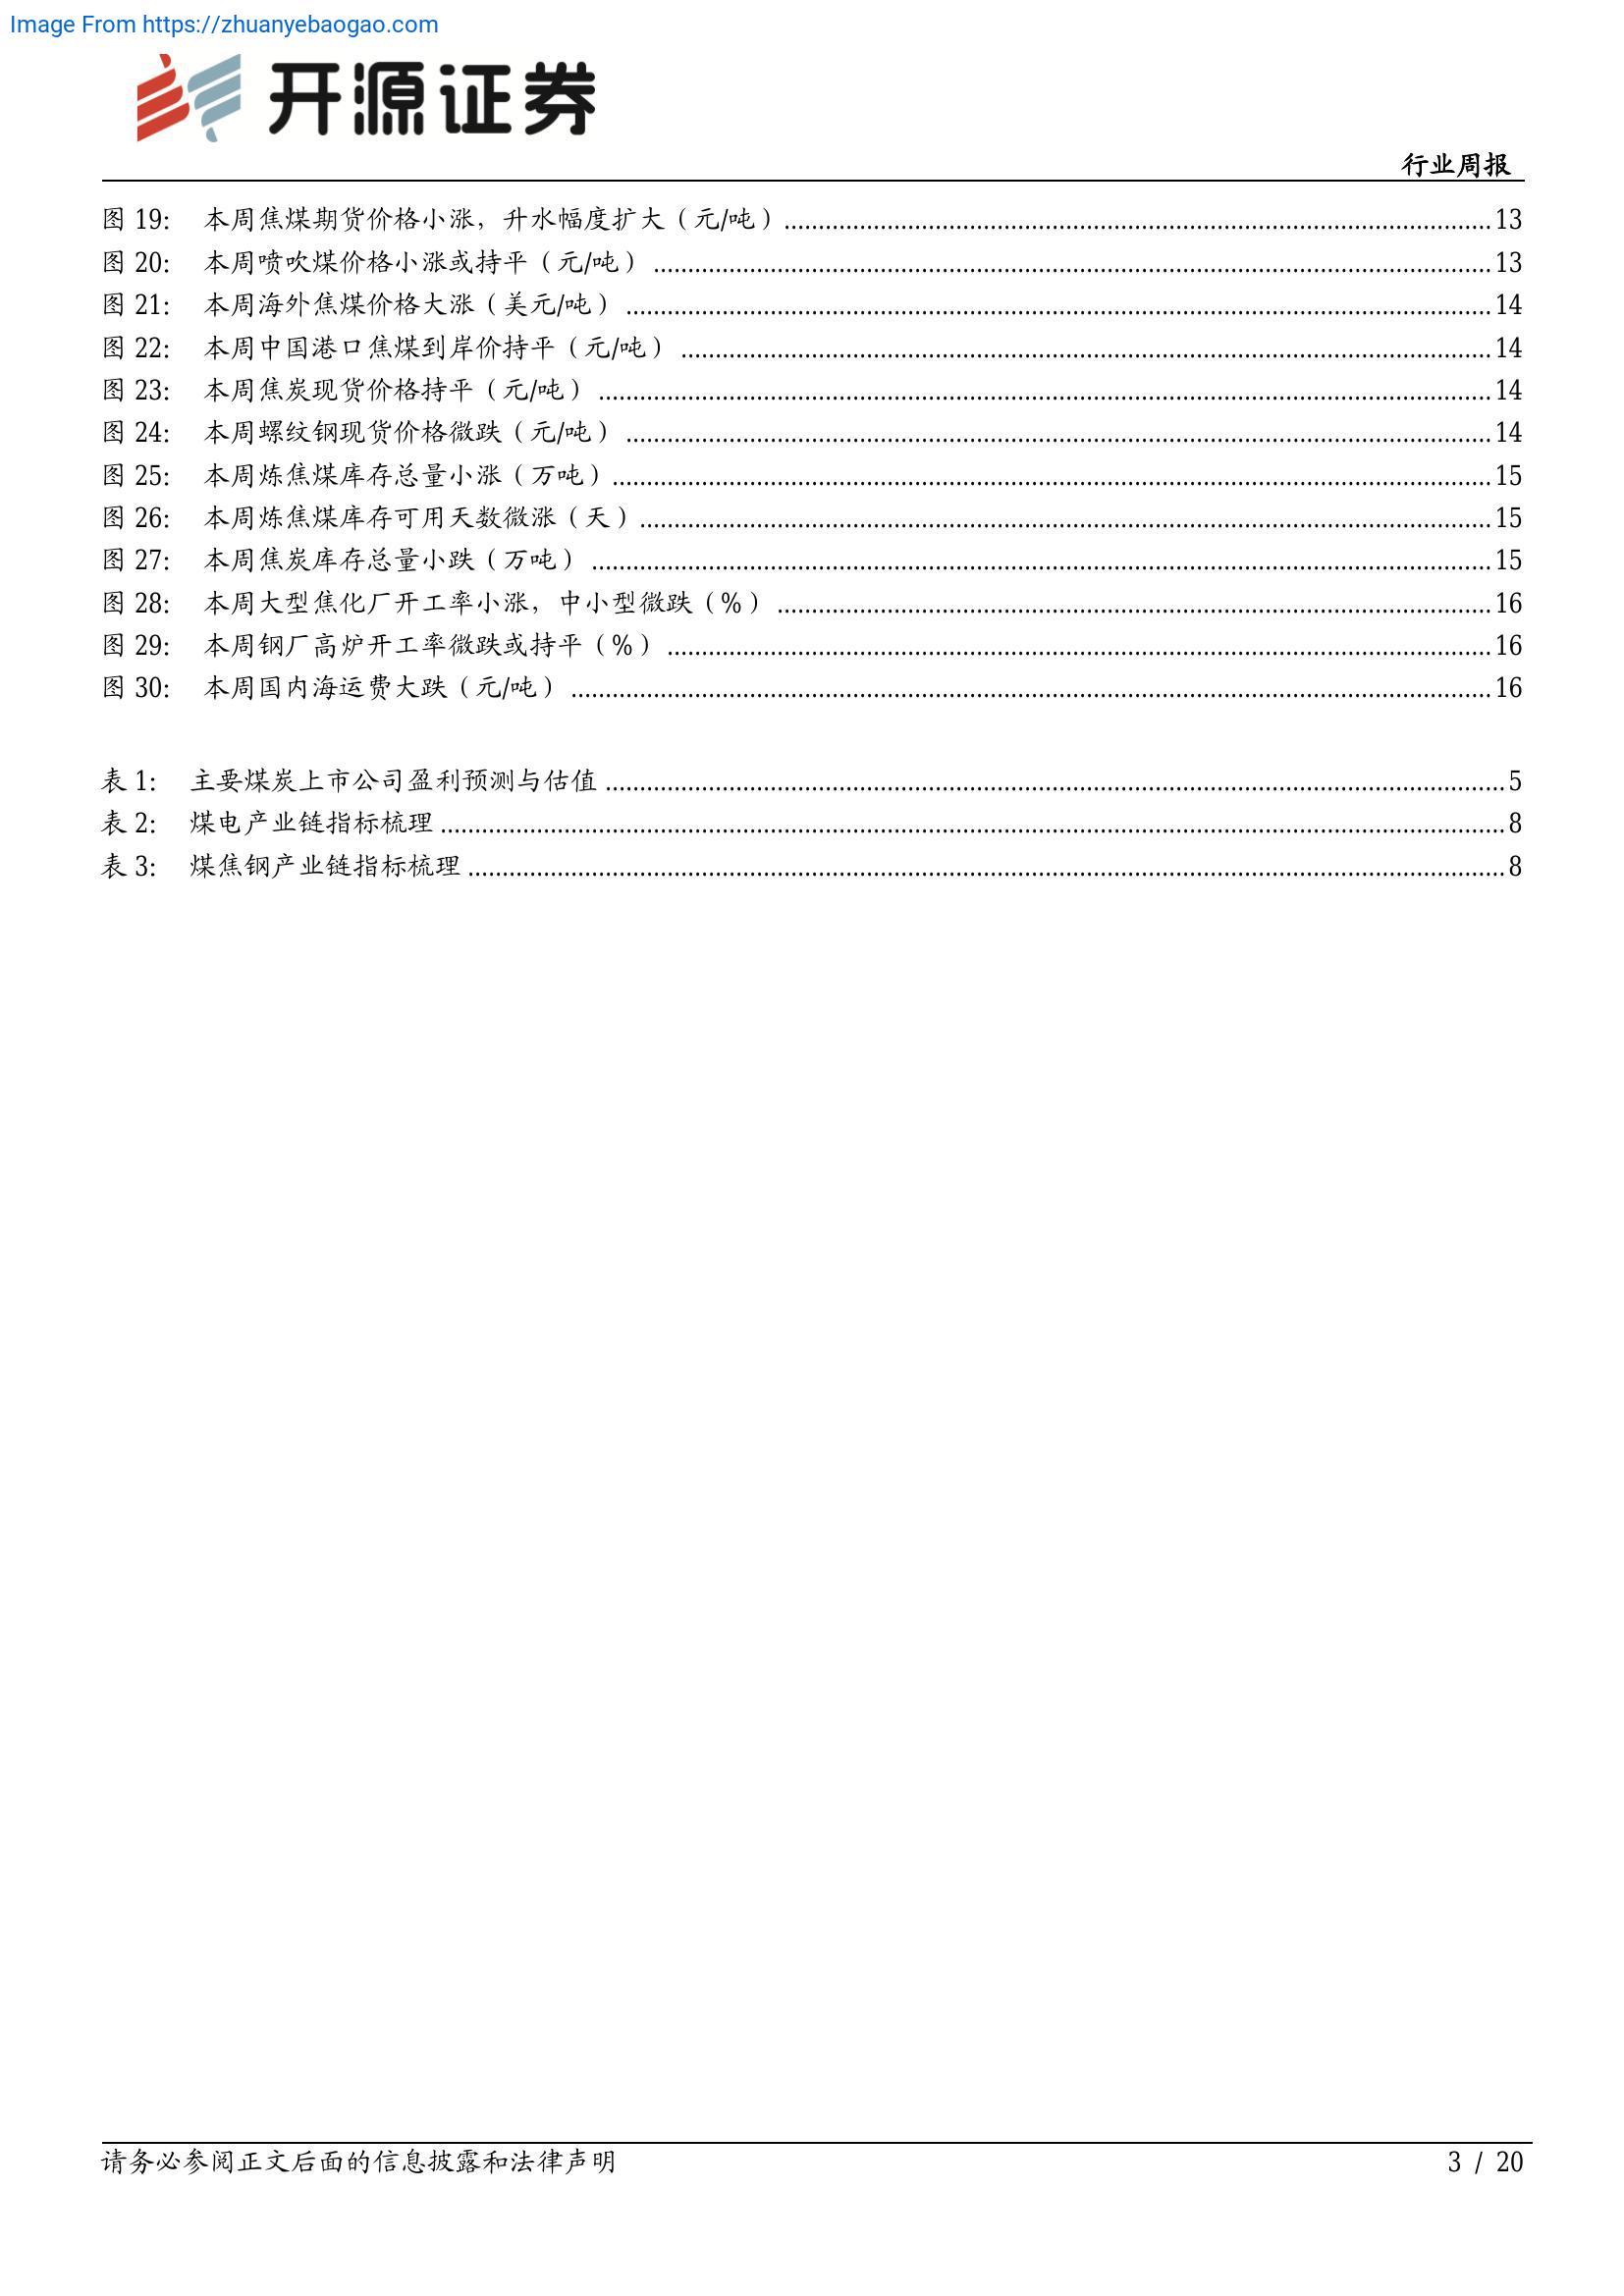 Image From https://zhuanyebaogao.com
开源证券
行业周报
图 19: 本周焦煤期货价格小涨，升水幅度扩大（元/吨）......13
图 20: 本周喷吹煤价格小涨或持平（元/吨）......13
图 21: 本周海外焦煤价格大涨（美元/吨）......14
图 22: 本周中国港口焦煤到岸价持平（元/吨）......14
图 23: 本周焦炭现货价格持平（元/吨）......14
图 24: 本周螺纹钢现货价格微跌（元/吨）......14
图 25: 本周炼焦煤库存总量小涨（万吨）......15
图 26: 本周炼焦煤库存可用天数微涨（天）......15
图 27: 本周焦炭库存总量小跌（万吨）......15
图 28: 本周大型焦化厂开工率小涨，中小型微跌（%）......16
图 29: 本周钢厂高炉开工率微跌或持平（%）......16
图 30: 本周国内海运费大跌（元/吨）......16
表 1: 主要煤炭上市公司盈利预测与估值......5
表 2: 煤电产业链指标梳理......8
表 3: 煤焦钢产业链指标梳理......8
请务必参阅正文后面的信息披露和法律声明 3 / 20